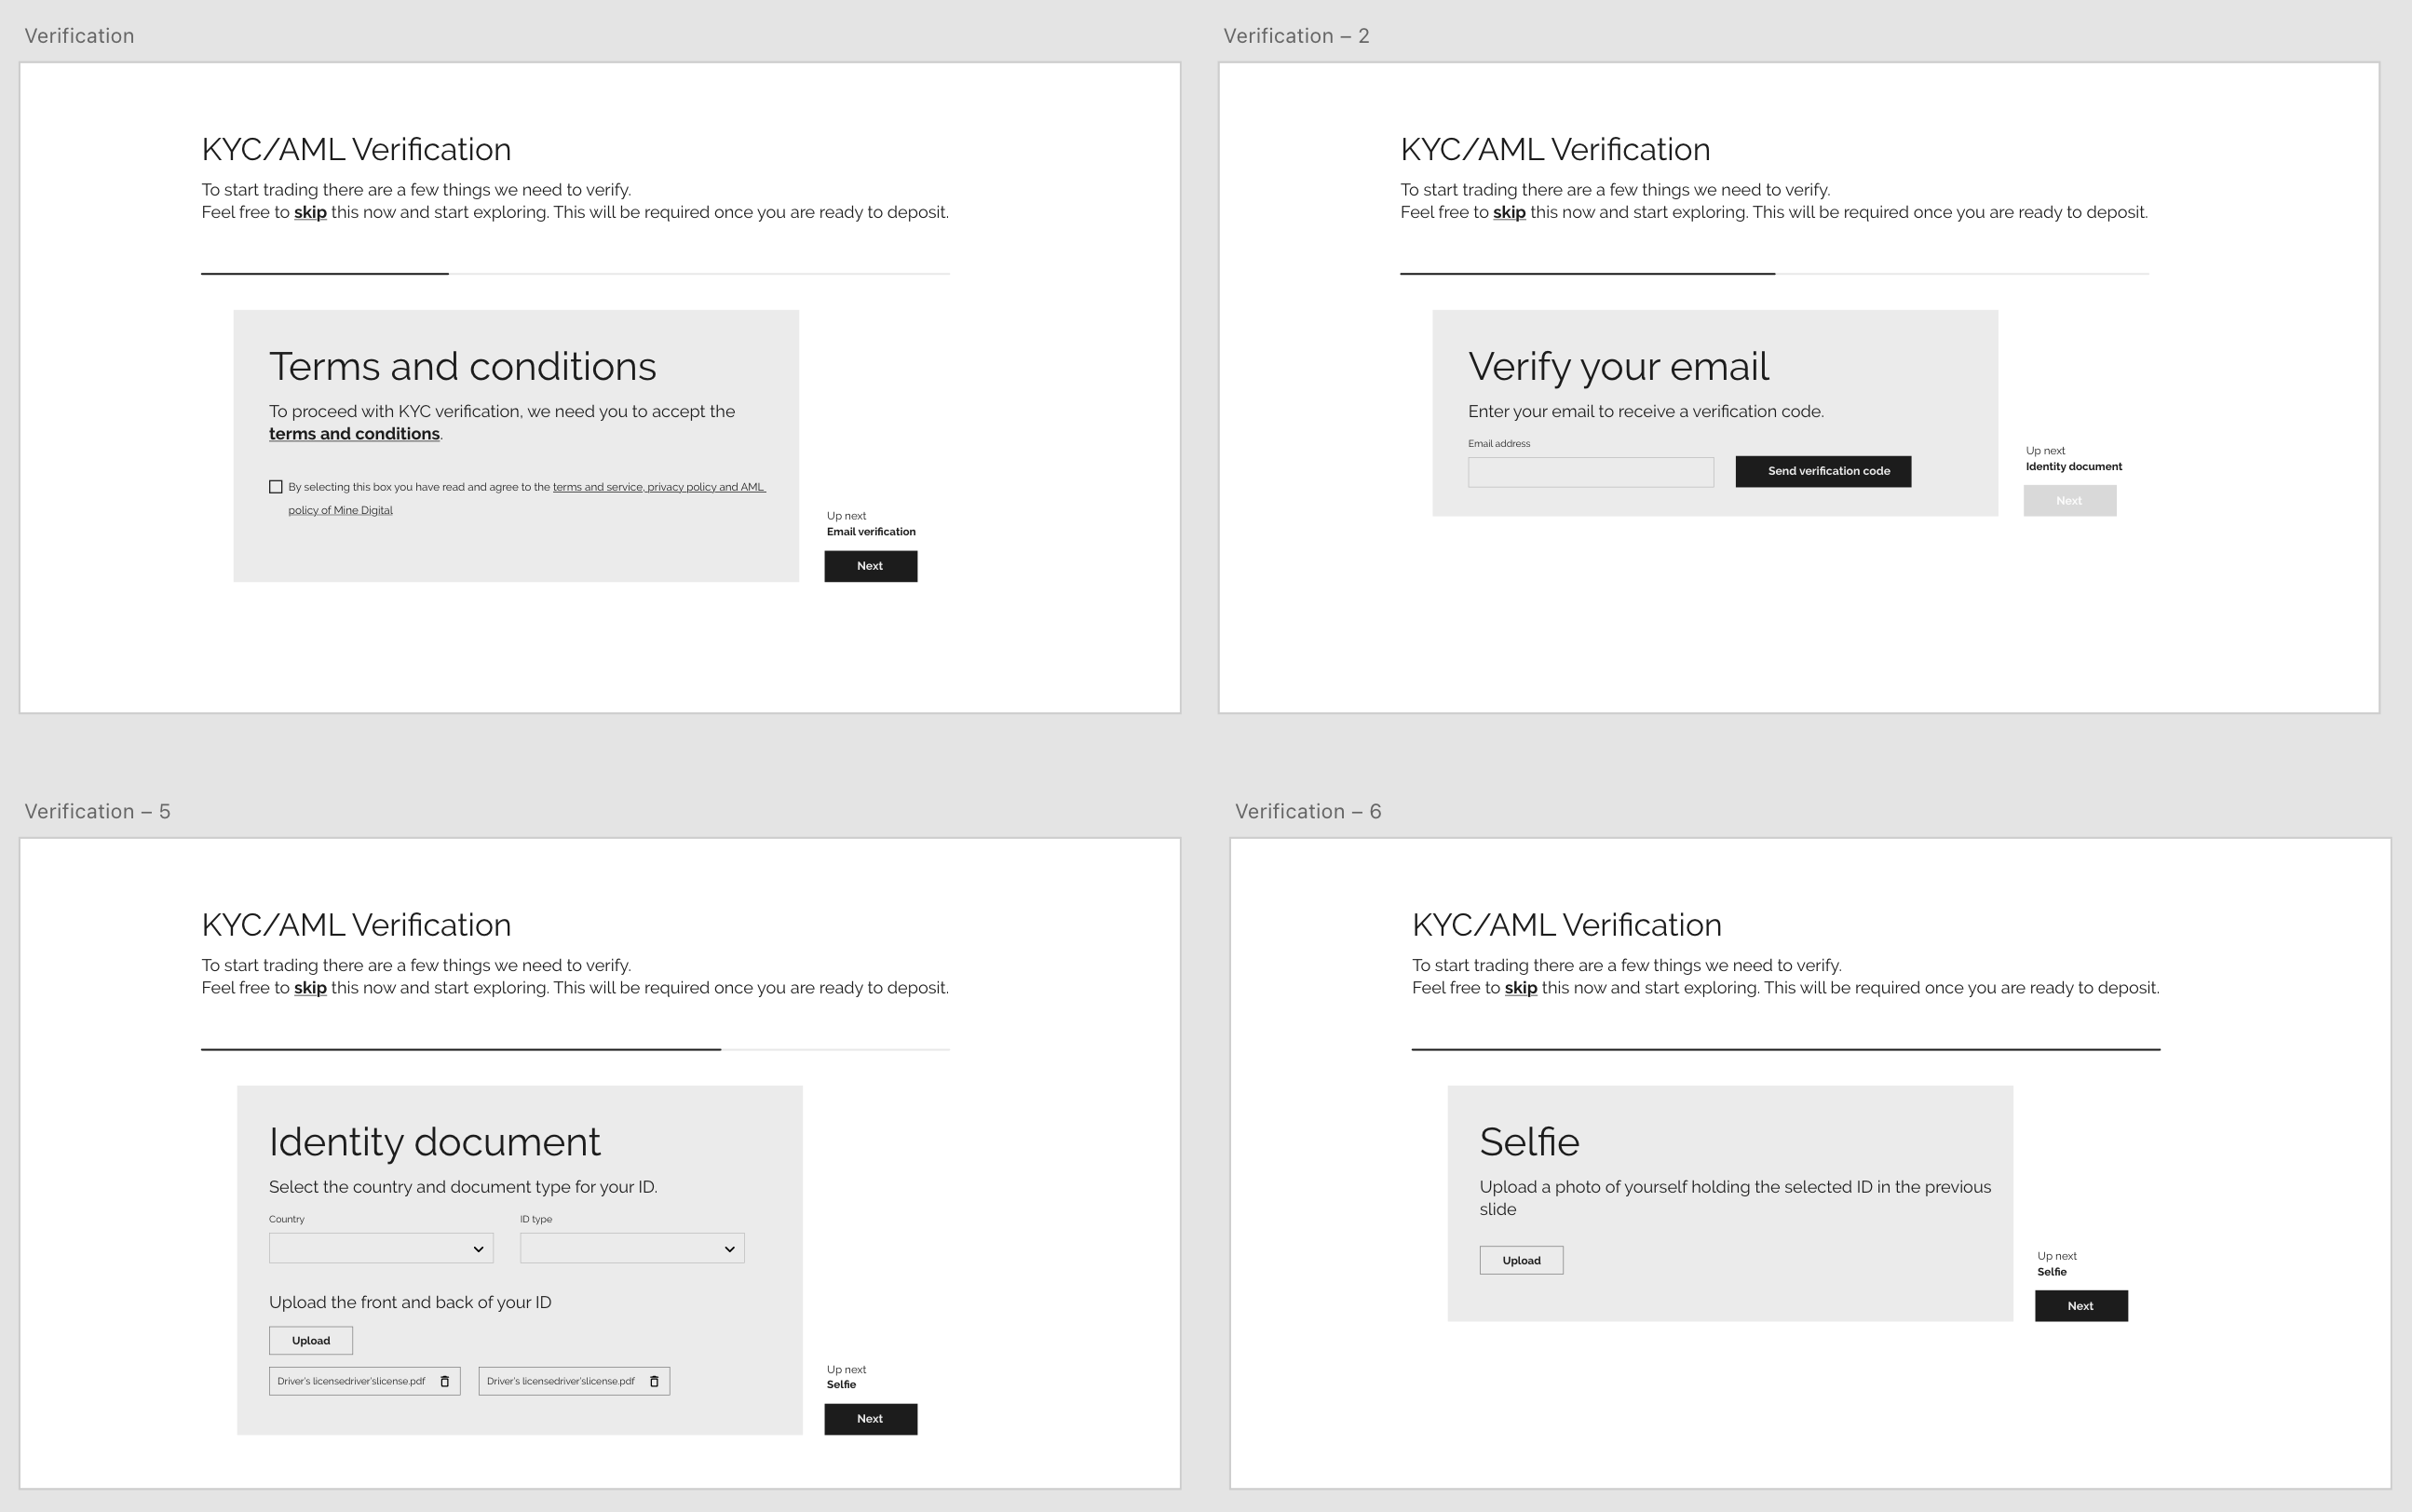 Verification
KYC/AML Verification
To start trading there are a few things we need to verify.
Feel free to skip this now and start exploring. This will be required once you are ready to deposit.
Terms and conditions
To proceed with KYC verification, we need you to accept the
terms and conditions.
By selecting this box you have read and agree to the terms and service, privacy policy and AML
policy of Mine Digital
Up next
Email verification
Next
Verification – 2
KYC/AML Verification
To start trading there are a few things we need to verify.
Feel free to skip this now and start exploring. This will be required once you are ready to deposit.
Verify your email
Enter your email to receive a verification code.
Email address
Send verification code
Up next
Identity document
Next
Verification – 5
KYC/AML Verification
To start trading there are a few things we need to verify.
Feel free to skip this now and start exploring. This will be required once you are ready to deposit.
Identity document
Select the country and document type for your ID.
Country
ID type
Upload the front and back of your ID
Upload
Driver's licensedriver'slicense.pdf
Driver's licensedriver'slicense.pdf
Up next
Selfie
Next
Verification – 6
KYC/AML Verification
To start trading there are a few things we need to verify.
Feel free to skip this now and start exploring. This will be required once you are ready to deposit.
Selfie
Upload a photo of yourself holding the selected ID in the previous
slide
Upload
Up next
Selfie
Next